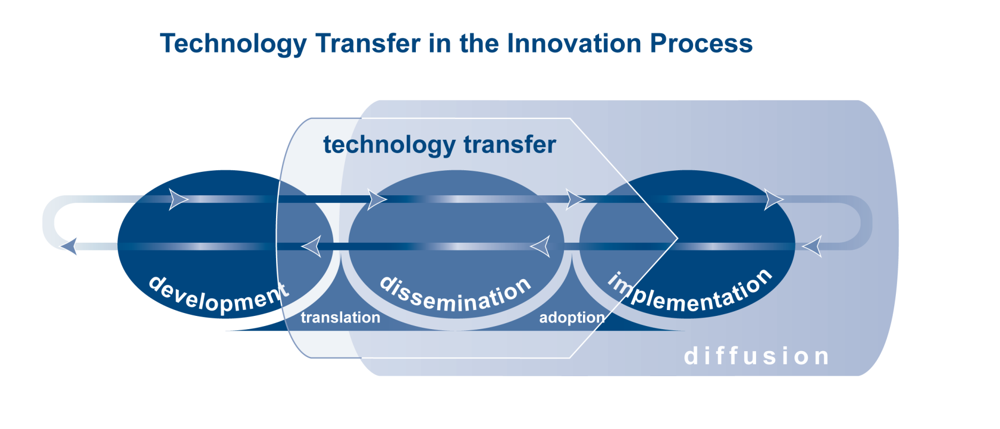 Technology Transfer in the Innovation Process
technology transfer
development
dissemination
implementation
translation
adoption
diffusion